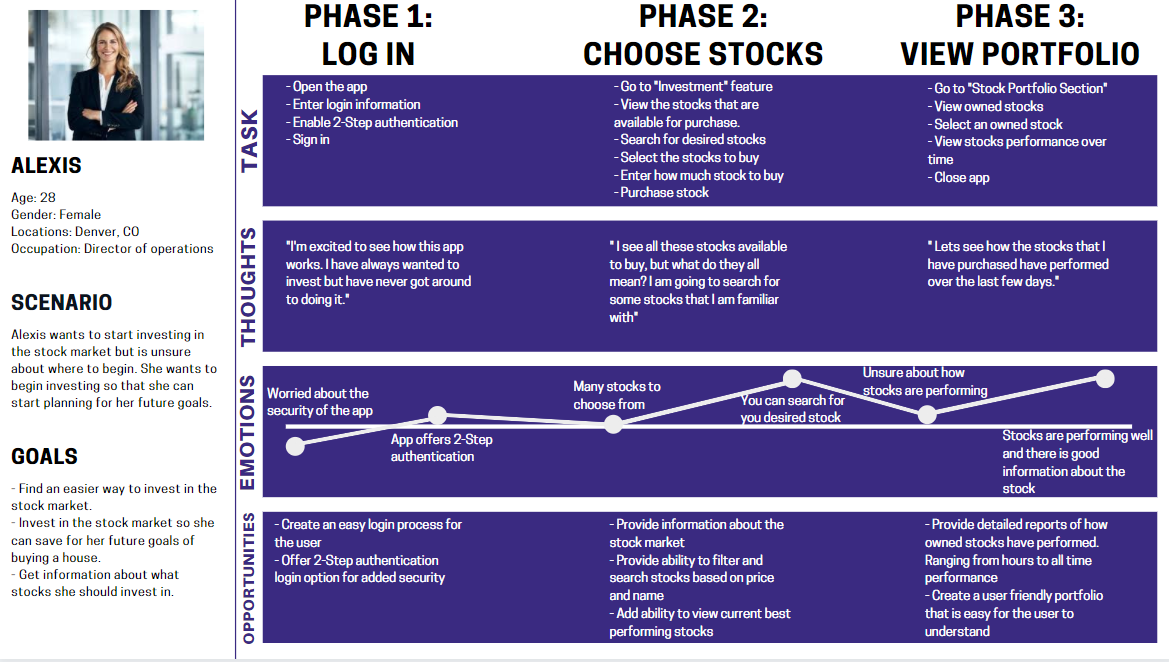 ALEXIS
Age: 28
Gender: Female
Locations: Denver, CO
Occupation: Director of operations
SCENARIO
Alexis wants to start investing in
the stock market but is unsure
about where to begin. She wants to
begin investing so that she can
start planning for her future goals.
GOALS
- Find an easier way to invest in the
stock market.
- Invest in the stock market so she
can save for her future goals of
buying a house.
- Get information about what
stocks she should invest in.
PHASE 1:
LOG IN
PHASE 2:
CHOOSE STOCKS
PHASE 3:
VIEW PORTFOLIO
TASK
- Open the app
- Enter login information
- Enable 2-Step authentication
- Sign in
- Go to "Investment" feature
- View the stocks that are
available for purchase.
- Search for desired stocks
- Select the stocks to buy
- Enter how much stock to buy
- Purchase stock
- Go to "Stock Portfolio Section"
- View owned stocks
- Select an owned stock
- View stocks performance over
time
- Close app
THOUGHTS
"I'm excited to see how this app
works. I have always wanted to
invest but have never got around
to doing it."
" I see all these stocks available
to buy, but what do they all
mean? I am going to search for
some stocks that I am familiar
with"
" Lets see how the stocks that I
have purchased have performed
over the last few days."
EMOTIONS
Worried about the
security of the app
App offers 2-Step
authentication
Many stocks to
choose from
You can search for
you desired stock
Unsure about how
stocks are performing
Stocks are performing well
and there is good
information about the
stock
OPPORTUNITIES
- Create an easy login process for
the user
- Offer 2-Step authentication
login option for added security
- Provide information about the
stock market
- Provide ability to filter and
search stocks based on price
and name
- Add ability to view current best
performing stocks
- Provide detailed reports of how
owned stocks have performed.
Ranging from hours to all time
performance
- Create a user friendly portfolio
that is easy for the user to
understand